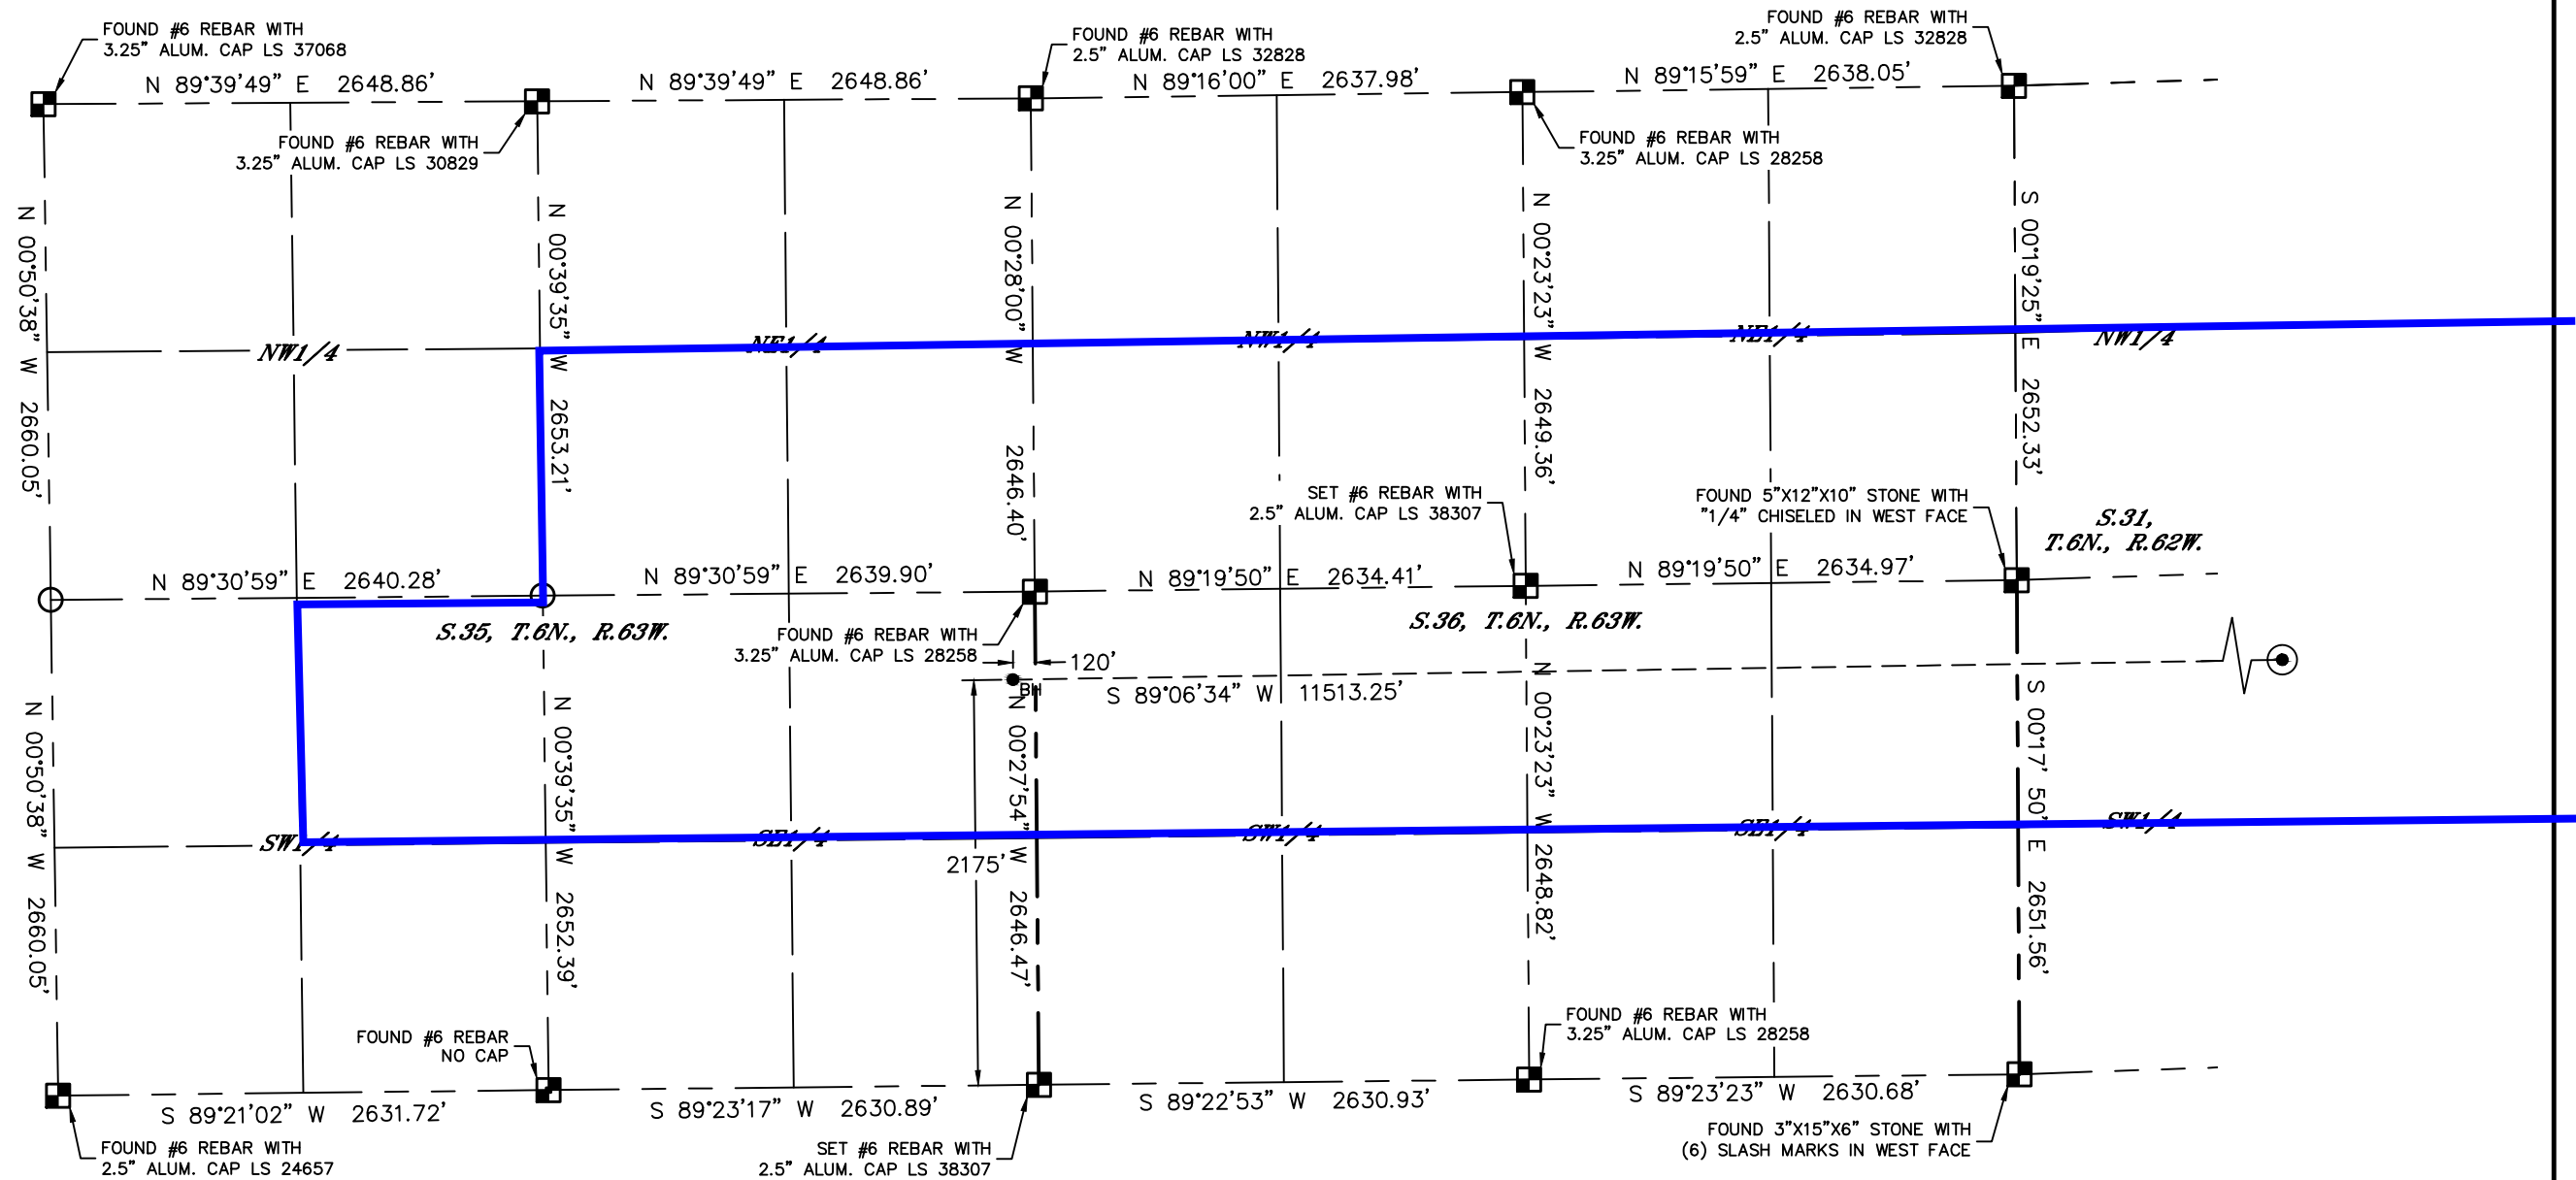 FOUND #6 REBAR WITH
3.25" ALUM. CAP LS 37068
FOUND #6 REBAR WITH
2.5" ALUM. CAP LS 32828
FOUND #6 REBAR WITH
2.5" ALUM. CAP LS 32828
N 89°39'49" E 2648.86'
N 89°39'49" E 2648.86'
N 89°16'00" E 2637.98'
N 89°15'59" E 2638.05'
FOUND #6 REBAR WITH
3.25" ALUM. CAP LS 30829
FOUND #6 REBAR WITH
3.25" ALUM. CAP LS 28258
N 00°50'38" W 2660.05'
N 00°39'35" W 2653.21'
N 00°28'00" W 2646.40'
N 00°23'23" W 2649.36'
S 00°19'25" E 2652.33'
NW1/4
NE1/4
NW1/4
NE1/4
NW1/4
SET #6 REBAR WITH
2.5" ALUM. CAP LS 38307
FOUND 5"X12"X10" STONE WITH
"1/4" CHISELED IN WEST FACE
S.31,
T.6N., R.62W.
N 89°30'59" E 2640.28'
N 89°30'59" E 2639.90'
N 89°19'50" E 2634.41'
N 89°19'50" E 2634.97'
S.35, T.6N., R.63W.
S.36, T.6N., R.63W.
FOUND #6 REBAR WITH
3.25" ALUM. CAP LS 28258
120'
BH
S 89°06'34" W 11513.25'
N 00°50'38" W 2660.05'
N 00°39'35" W 2652.39'
N 00°27'54" W 2646.47'
N 00°23'23" W 2648.82'
S 00°17' 50" E 2651.56'
SW1/4
SE1/4
SW1/4
SE1/4
SW1/4
2175'
FOUND #6 REBAR
NO CAP
FOUND #6 REBAR WITH
3.25" ALUM. CAP LS 28258
S 89°21'02" W 2631.72'
S 89°23'17" W 2630.89'
S 89°22'53" W 2630.93'
S 89°23'23" W 2630.68'
FOUND #6 REBAR WITH
2.5" ALUM. CAP LS 24657
SET #6 REBAR WITH
2.5" ALUM. CAP LS 38307
FOUND 3"X15"X6" STONE WITH
(6) SLASH MARKS IN WEST FACE